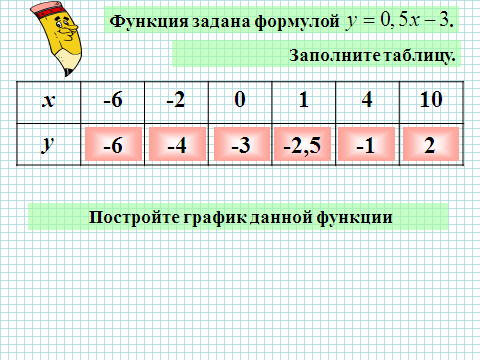 Функция задана формулой y = 0,5x − 3.
Заполните таблицу.
x -6 -2 0 1 4 10
y -6 -4 -3 -2,5 -1 2
Постройте график данной функции